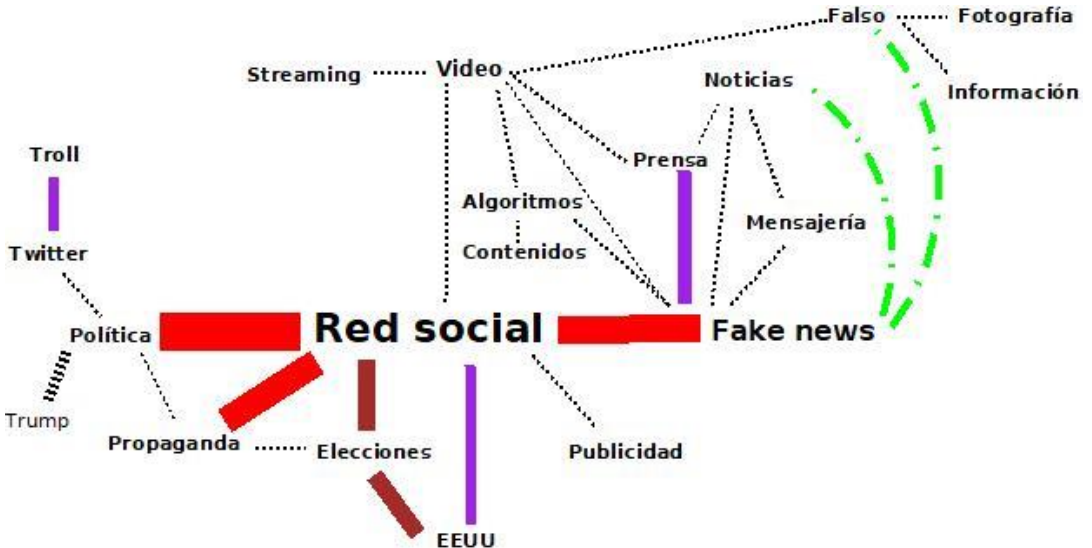 Falso
Fotografía
Streaming
Video
Noticias
Información
Troll
Prensa
Algoritmos
Mensajería
Twitter
Contenidos
Política
Red social
Fake news
Trump
Propaganda
Elecciones
Publicidad
EEUU